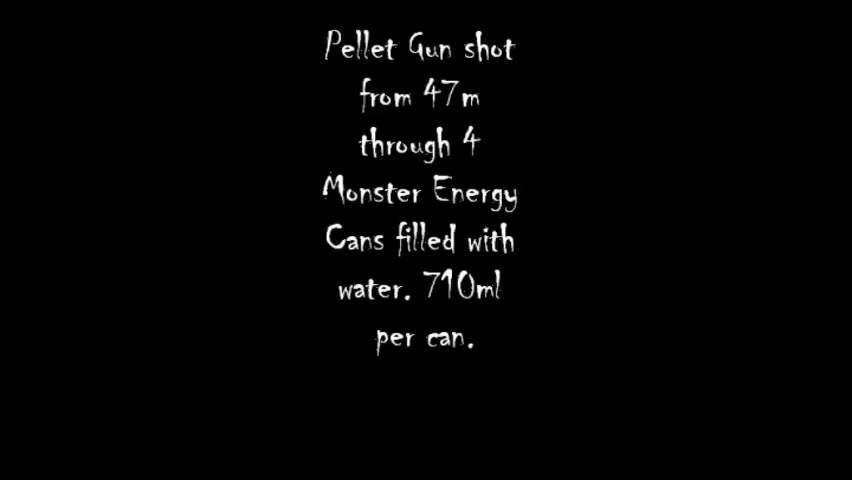 Pellet Gun shot
from 47m
through 4
Monster Energy
Cans filled with
water. 710ml
per can.